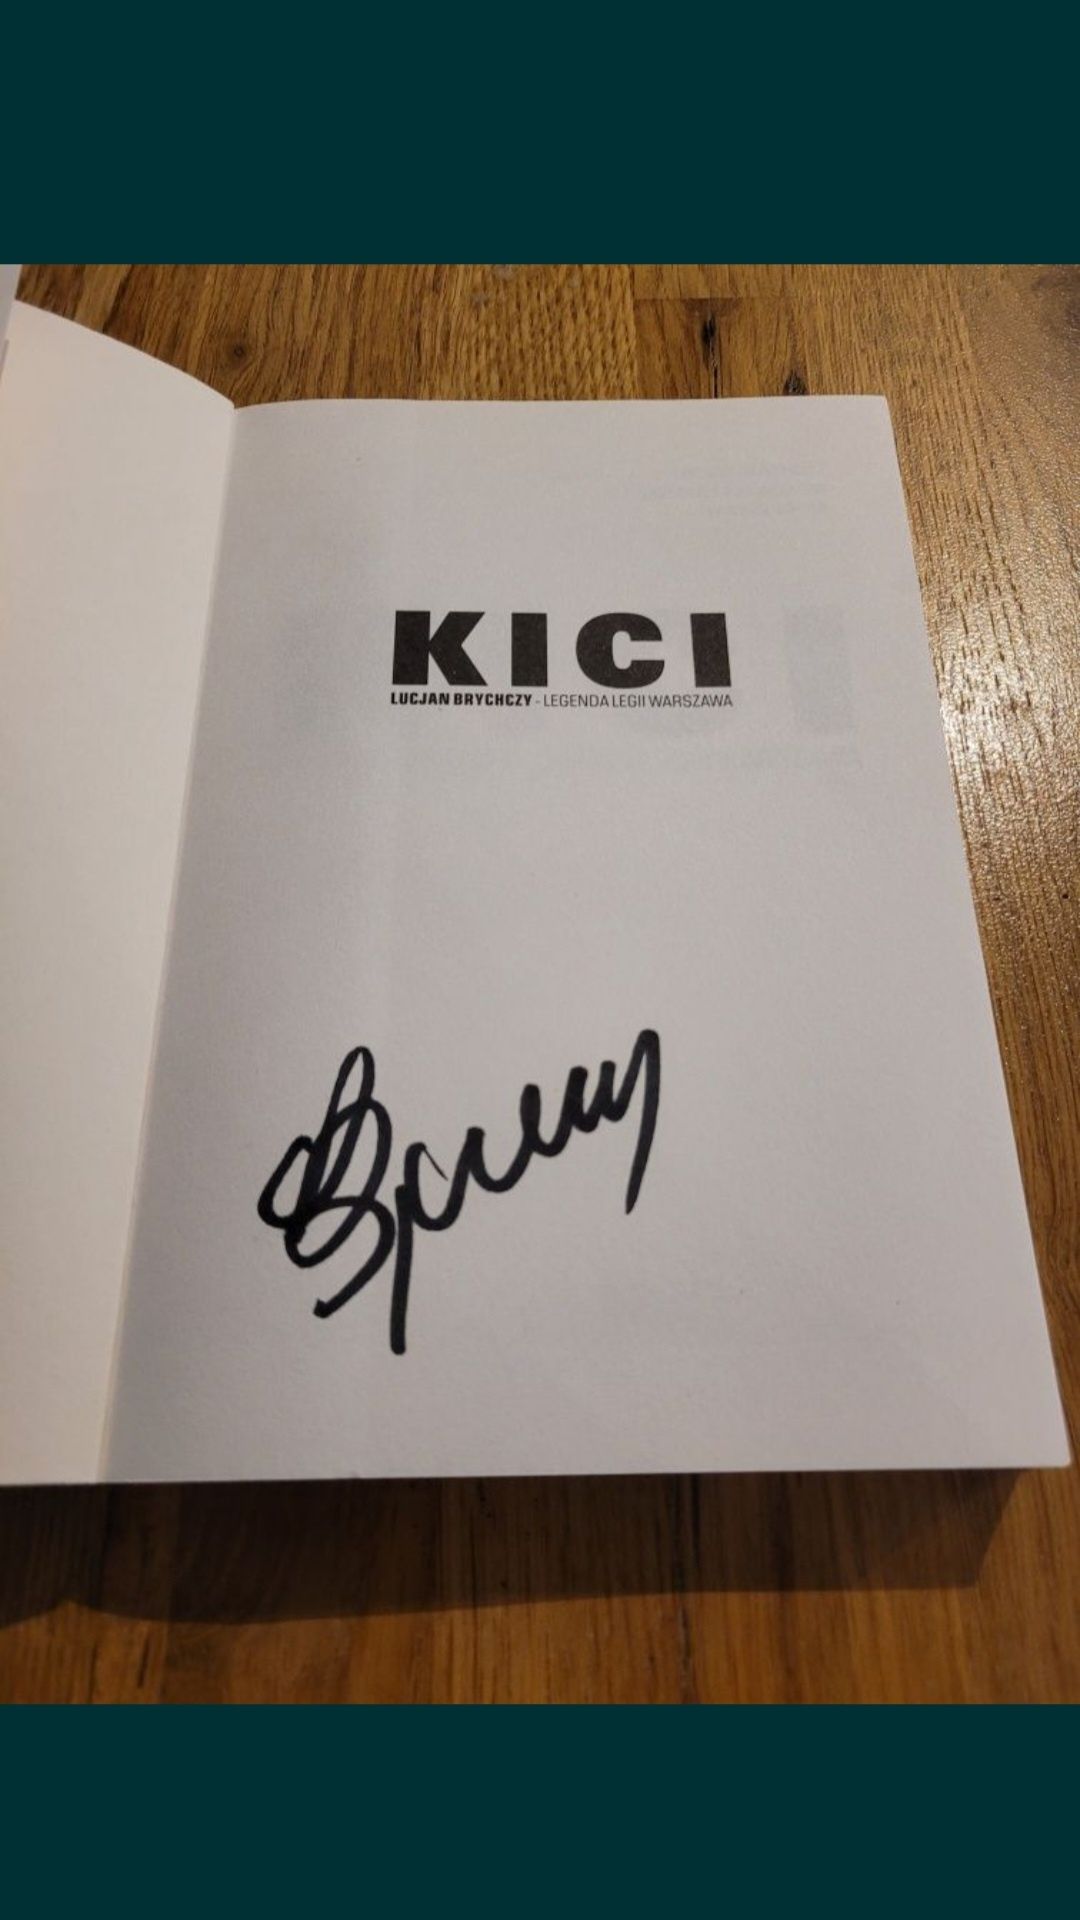 KICI
LUCJAN BRYCHCZY - LEGENDA LEGII WARSZAWA